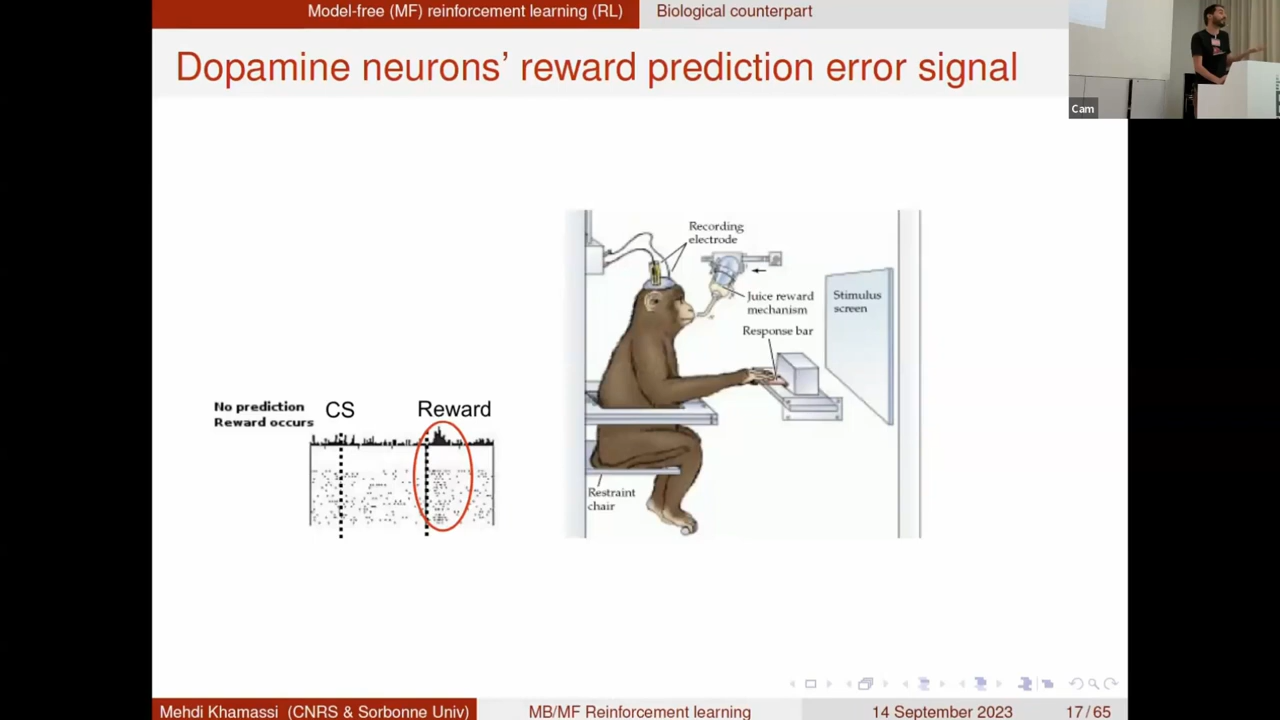 Model-free (MF) reinforcement learning (RL) Biological counterpart
Dopamine neurons' reward prediction error signal
Cam
Recording
electrode
Juice reward
mechanism
Response bar
Stimulus
screen
Restraint
chair
No prediction
Reward occurs
CS
Reward
Mehdi Khamassi (CNRS & Sorbonne Univ) MB/MF Reinforcement learning 14 September 2023 17/65